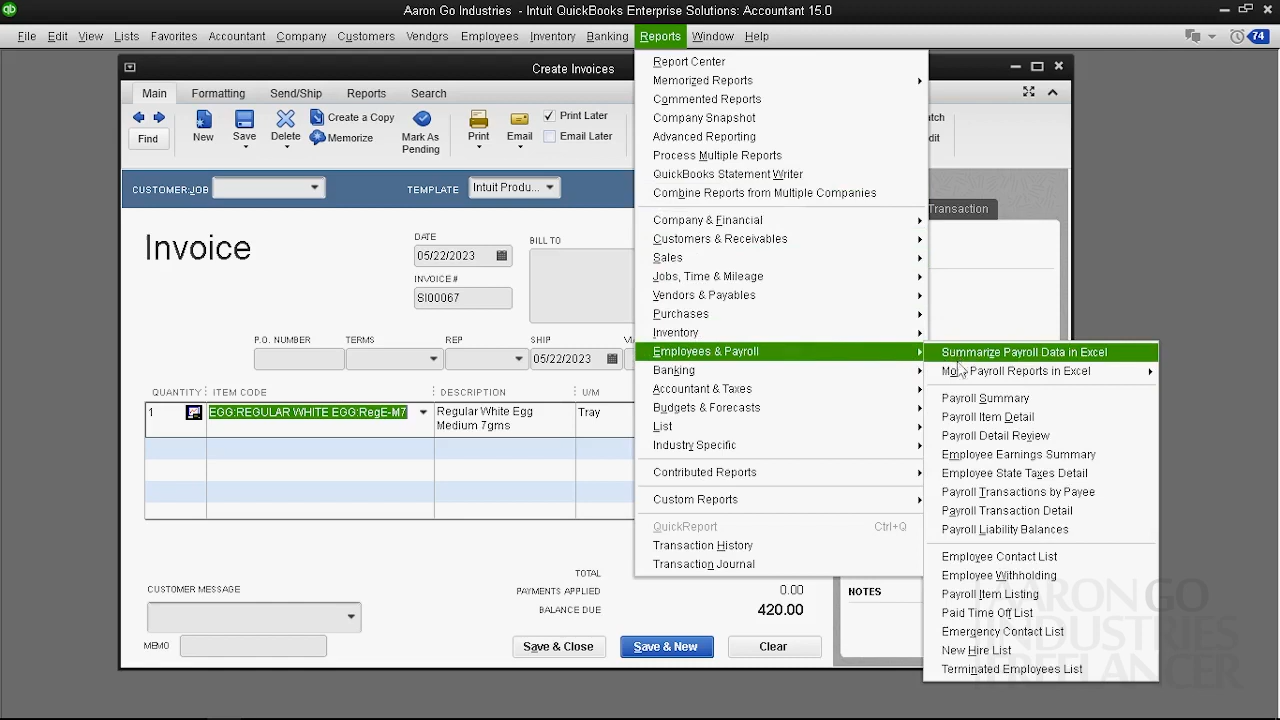 qb Aaron Go Industries - Intuit QuickBooks Enterprise Solutions: Accountant 15.0
File Edit View Lists Favorites Accountant Company Customers Vendors Employees Inventory Banking Reports Window Help 74
Create Invoices
Main Formatting Send/Ship Reports Search
Find
New
Save
Delete
Create a Copy
Memorize
Mark As
Pending
Print
Email
Print Later
Email Later
CUSTOMER:JOB
TEMPLATE Intuit Produ...
Transaction
Invoice
DATE
05/22/2023
INVOICE #
SI00067
BILL TO
P.O. NUMBER TERMS REP SHIP
05/22/2023
QUANTITY ITEM CODE DESCRIPTION U/M
1 EGG:REGULAR WHITE EGG:RegE-M7 Regular White Egg Tray
Medium 7gms
TOTAL
PAYMENTS APPLIED 0.00
BALANCE DUE 420.00
CUSTOMER MESSAGE
MEMO
Save & Close Save & New Clear
NOTES
Report Center
Memorized Reports
Commented Reports
Company Snapshot
Advanced Reporting
Process Multiple Reports
QuickBooks Statement Writer
Combine Reports from Multiple Companies
Company & Financial
Customers & Receivables
Sales
Jobs, Time & Mileage
Vendors & Payables
Purchases
Inventory
Employees & Payroll
Banking
Accountant & Taxes
Budgets & Forecasts
List
Industry Specific
Contributed Reports
Custom Reports
QuickReport Ctrl+Q
Transaction History
Transaction Journal
Summarize Payroll Data in Excel
More Payroll Reports in Excel
Payroll Summary
Payroll Item Detail
Payroll Detail Review
Employee Earnings Summary
Employee State Taxes Detail
Payroll Transactions by Payee
Payroll Transaction Detail
Payroll Liability Balances
Employee Contact List
Employee Withholding
Payroll Item Listing
Paid Time Off List
Emergency Contact List
New Hire List
Terminated Employees List
AARON GO
INDUSTRIES
FREELANCER